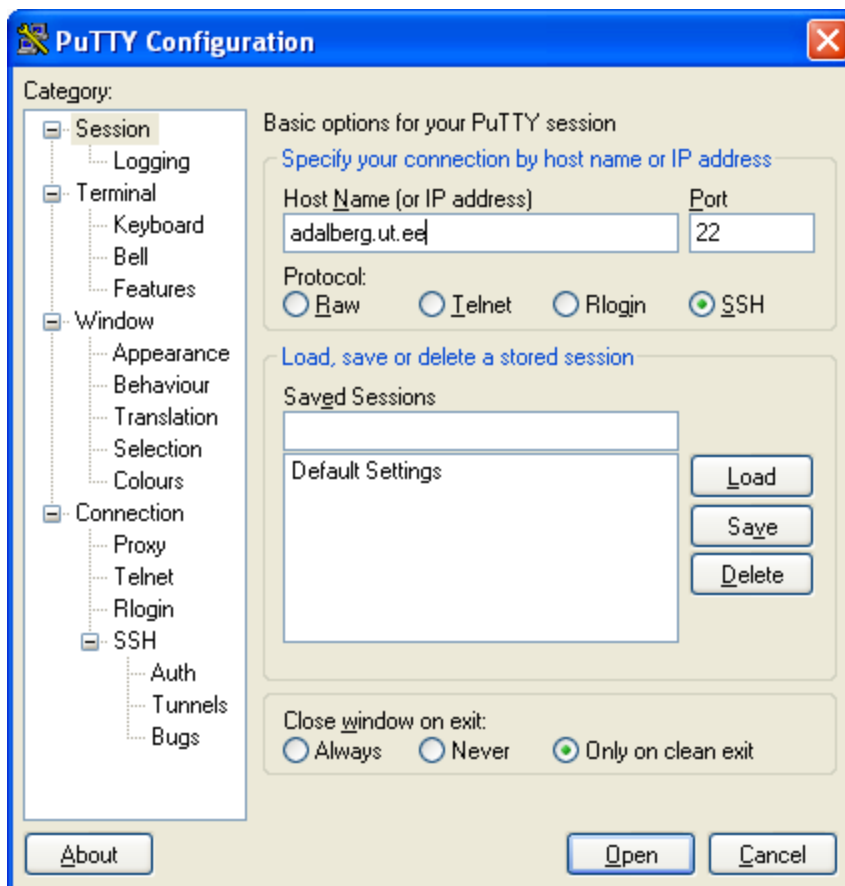 PuTTY Configuration
Category:
Session
Logging
Terminal
Keyboard
Bell
Features
Window
Appearance
Behaviour
Translation
Selection
Colours
Connection
Proxy
Telnet
Rlogin
SSH
Auth
Tunnels
Bugs
Basic options for your PuTTY session
Specify your connection by host name or IP address
Host Name (or IP address) Port
adalberg.ut.ee 22
Protocol:
Raw Telnet Rlogin SSH
Load, save or delete a stored session
Saved Sessions
Default Settings
Load
Save
Delete
Close window on exit:
Always Never Only on clean exit
About Open Cancel